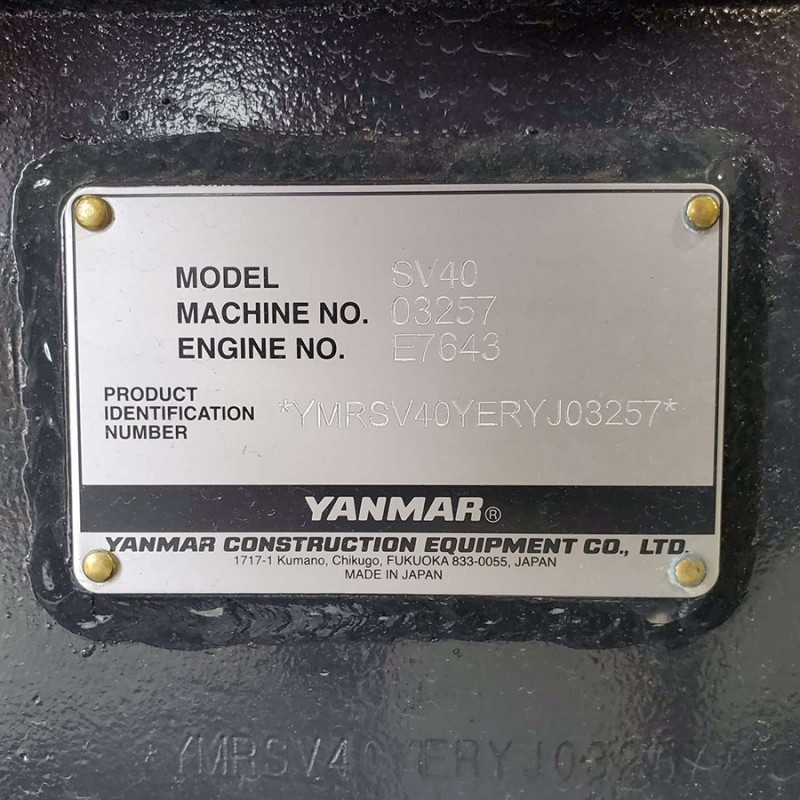 MODEL SV40
MACHINE NO. 03257
ENGINE NO. E7643
PRODUCT
IDENTIFICATION
NUMBER
*YMRSV40YERYJ03257*
YANMAR®
YANMAR CONSTRUCTION EQUIPMENT CO., LTD.
1717-1 Kumano, Chikugo, FUKUOKA 833-0055, JAPAN
MADE IN JAPAN
*YMRSV40YERYJ03257*